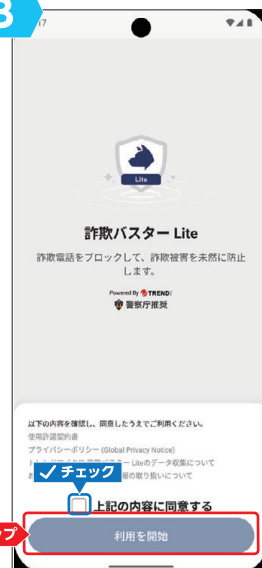 3
17
Lite
詐欺バスター Lite
詐欺電話をブロックして、詐欺被害を未然に防止
します。
Powered By TREND
警察庁推奨
以下の内容を確認し、同意したうえでご利用ください。
使用許諾契約書
プライバシーポリシー (Global Privacy Notice)
バスター Liteのデータ収集について
報の取り扱いについて
チェック
上記の内容に同意する
ップ
利用を開始